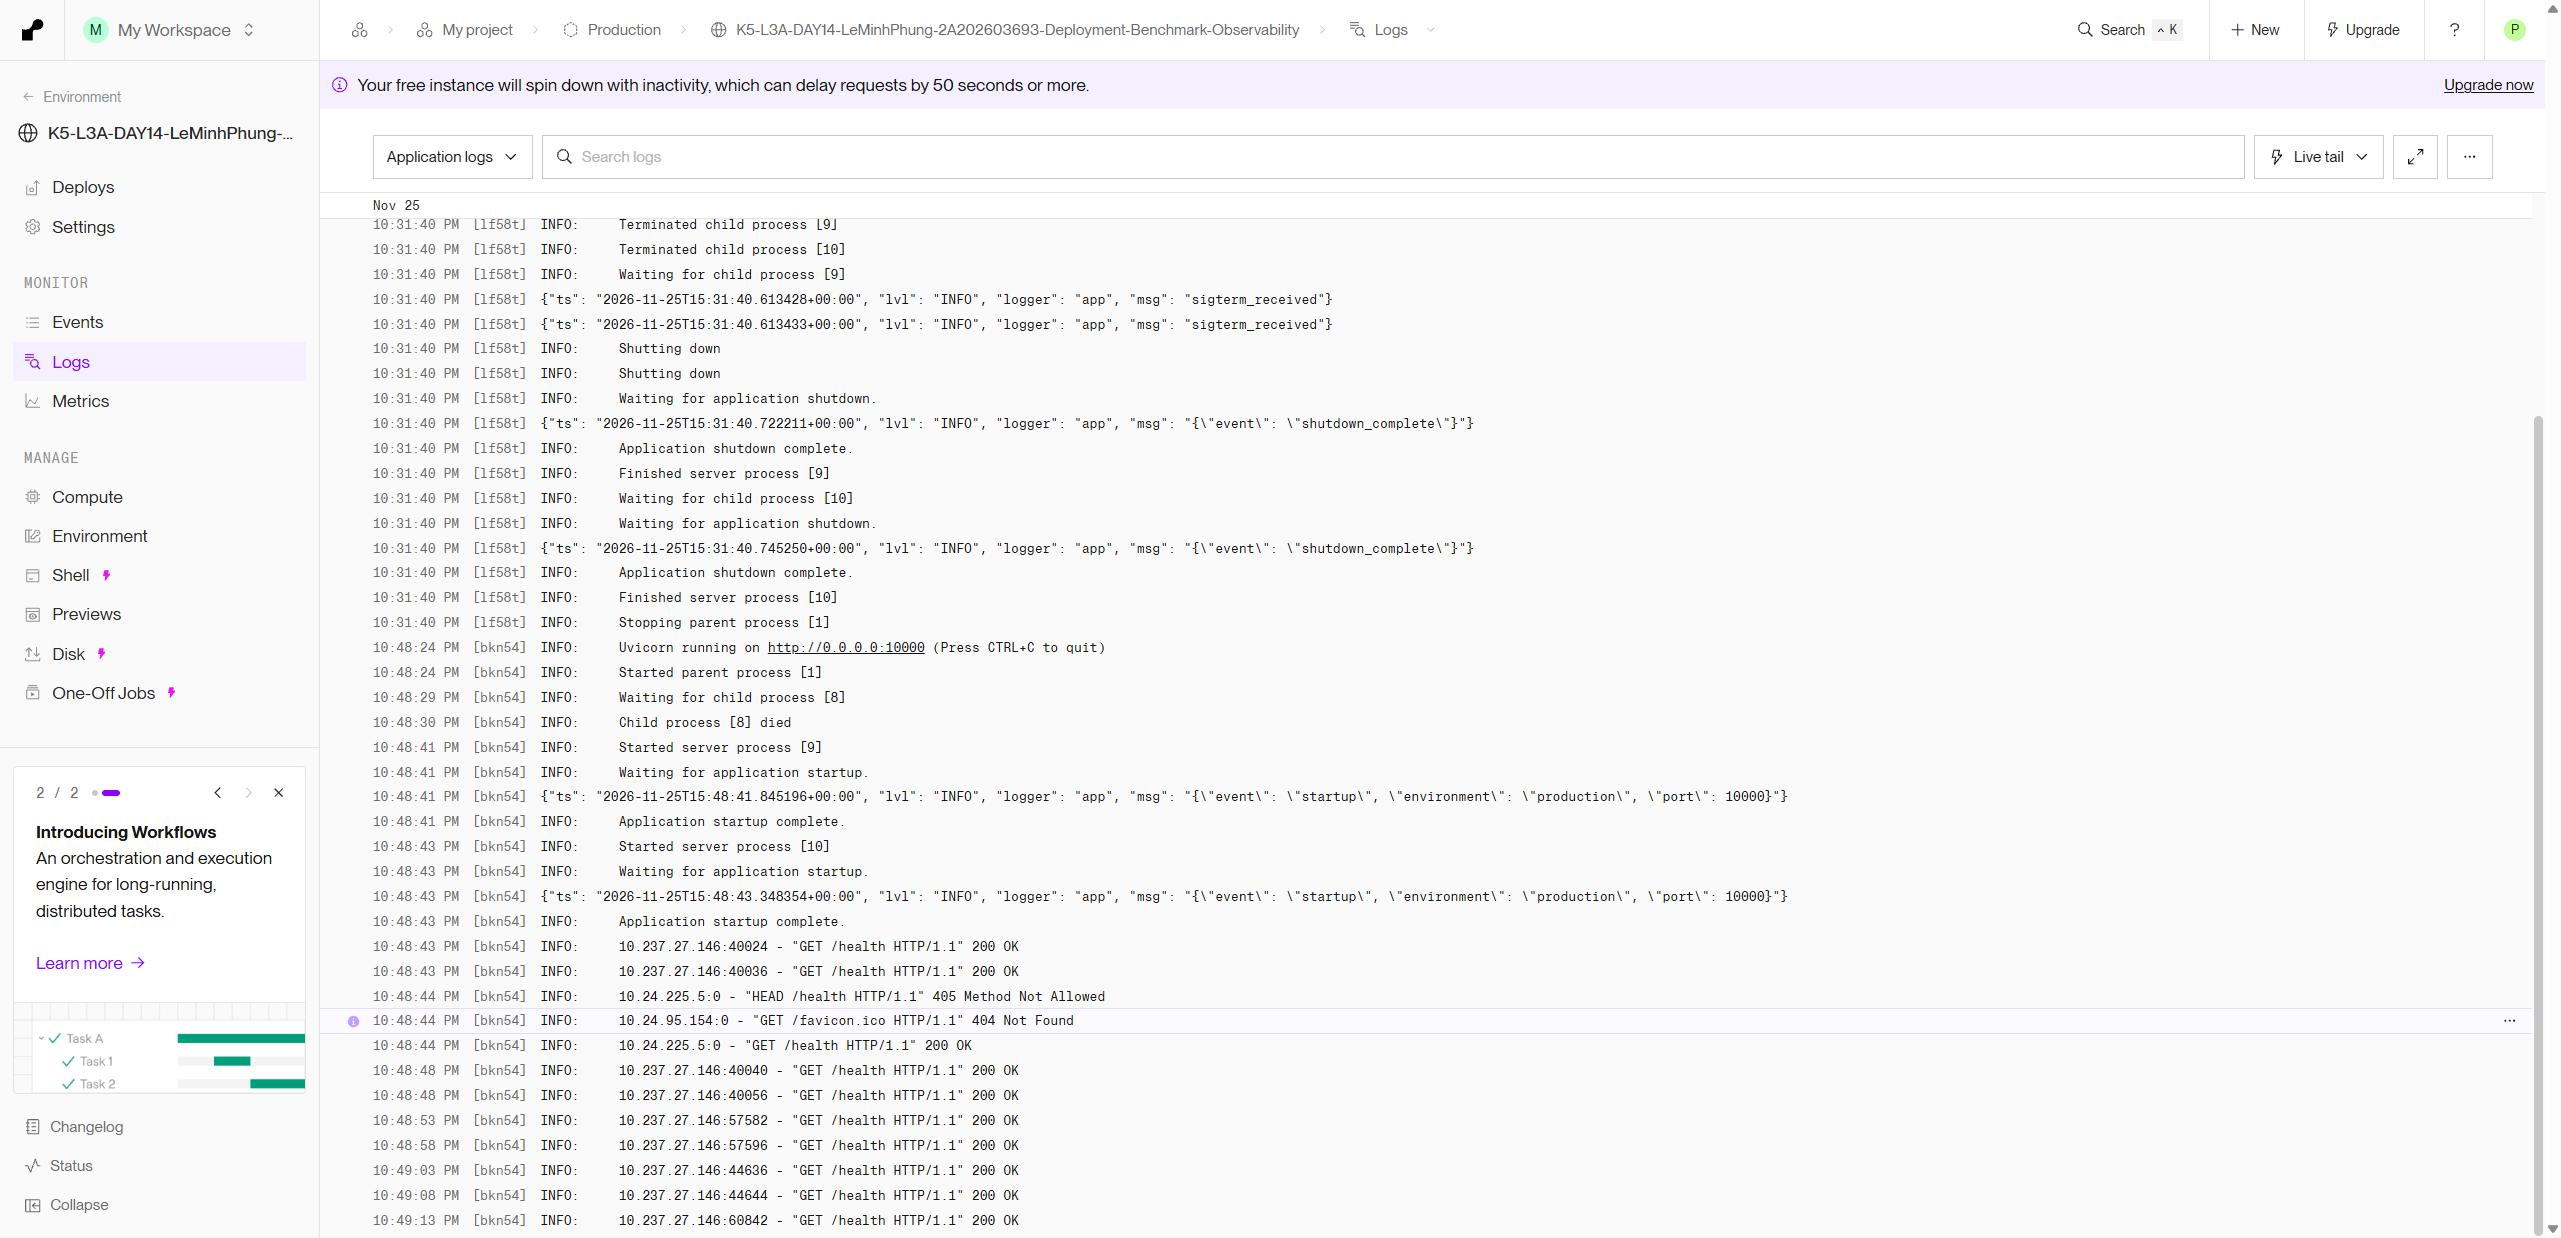 M My Workspace
My project
Production
K5-L3A-DAY14-LeMinhPhung-2A202603693-Deployment-Benchmark-Observability
Logs
Search ^ K
+ New
Upgrade
?
P
Environment
K5-L3A-DAY14-LeMinhPhung-...
Deploys
Settings
MONITOR
Events
Logs
Metrics
MANAGE
Compute
Environment
Shell
Previews
Disk
One-Off Jobs
2 / 2
Introducing Workflows
An orchestration and execution
engine for long-running,
distributed tasks.
Learn more →
Task A
Task 1
Task 2
Changelog
Status
Collapse
Your free instance will spin down with inactivity, which can delay requests by 50 seconds or more.
Upgrade now
Application logs
Search logs
Live tail
...
Nov 25
10:31:40 PM [lf58t] INFO: Terminated child process [9]
10:31:40 PM [lf58t] INFO: Terminated child process [10]
10:31:40 PM [lf58t] INFO: Waiting for child process [9]
10:31:40 PM [lf58t] {"ts": "2026-11-25T15:31:40.613428+00:00", "lvl": "INFO", "logger": "app", "msg": "sigterm_received"}
10:31:40 PM [lf58t] {"ts": "2026-11-25T15:31:40.613433+00:00", "lvl": "INFO", "logger": "app", "msg": "sigterm_received"}
10:31:40 PM [lf58t] INFO: Shutting down
10:31:40 PM [lf58t] INFO: Shutting down
10:31:40 PM [lf58t] INFO: Waiting for application shutdown.
10:31:40 PM [lf58t] {"ts": "2026-11-25T15:31:40.722211+00:00", "lvl": "INFO", "logger": "app", "msg": "{\"event\": \"shutdown_complete\"}"}
10:31:40 PM [lf58t] INFO: Application shutdown complete.
10:31:40 PM [lf58t] INFO: Finished server process [9]
10:31:40 PM [lf58t] INFO: Waiting for child process [10]
10:31:40 PM [lf58t] INFO: Waiting for application shutdown.
10:31:40 PM [lf58t] {"ts": "2026-11-25T15:31:40.745250+00:00", "lvl": "INFO", "logger": "app", "msg": "{\"event\": \"shutdown_complete\"}"}
10:31:40 PM [lf58t] INFO: Application shutdown complete.
10:31:40 PM [lf58t] INFO: Finished server process [10]
10:31:40 PM [lf58t] INFO: Stopping parent process [1]
10:48:24 PM [bkn54] INFO: Uvicorn running on http://0.0.0.0:10000 (Press CTRL+C to quit)
10:48:24 PM [bkn54] INFO: Started parent process [1]
10:48:29 PM [bkn54] INFO: Waiting for child process [8]
10:48:30 PM [bkn54] INFO: Child process [8] died
10:48:41 PM [bkn54] INFO: Started server process [9]
10:48:41 PM [bkn54] INFO: Waiting for application startup.
10:48:41 PM [bkn54] {"ts": "2026-11-25T15:48:41.845196+00:00", "lvl": "INFO", "logger": "app", "msg": "{\"event\": \"startup\", \"environment\": \"production\", \"port\": 10000}"}
10:48:41 PM [bkn54] INFO: Application startup complete.
10:48:43 PM [bkn54] INFO: Started server process [10]
10:48:43 PM [bkn54] INFO: Waiting for application startup.
10:48:43 PM [bkn54] {"ts": "2026-11-25T15:48:43.348354+00:00", "lvl": "INFO", "logger": "app", "msg": "{\"event\": \"startup\", \"environment\": \"production\", \"port\": 10000}"}
10:48:43 PM [bkn54] INFO: Application startup complete.
10:48:43 PM [bkn54] INFO: 10.237.27.146:40024 - "GET /health HTTP/1.1" 200 OK
10:48:43 PM [bkn54] INFO: 10.237.27.146:40036 - "GET /health HTTP/1.1" 200 OK
10:48:44 PM [bkn54] INFO: 10.24.225.5:0 - "HEAD /health HTTP/1.1" 405 Method Not Allowed
10:48:44 PM [bkn54] INFO: 10.24.95.154:0 - "GET /favicon.ico HTTP/1.1" 404 Not Found
10:48:44 PM [bkn54] INFO: 10.24.225.5:0 - "GET /health HTTP/1.1" 200 OK
10:48:48 PM [bkn54] INFO: 10.237.27.146:40040 - "GET /health HTTP/1.1" 200 OK
10:48:48 PM [bkn54] INFO: 10.237.27.146:40056 - "GET /health HTTP/1.1" 200 OK
10:48:53 PM [bkn54] INFO: 10.237.27.146:57582 - "GET /health HTTP/1.1" 200 OK
10:48:58 PM [bkn54] INFO: 10.237.27.146:57596 - "GET /health HTTP/1.1" 200 OK
10:49:03 PM [bkn54] INFO: 10.237.27.146:44636 - "GET /health HTTP/1.1" 200 OK
10:49:08 PM [bkn54] INFO: 10.237.27.146:44644 - "GET /health HTTP/1.1" 200 OK
10:49:13 PM [bkn54] INFO: 10.237.27.146:60842 - "GET /health HTTP/1.1" 200 OK